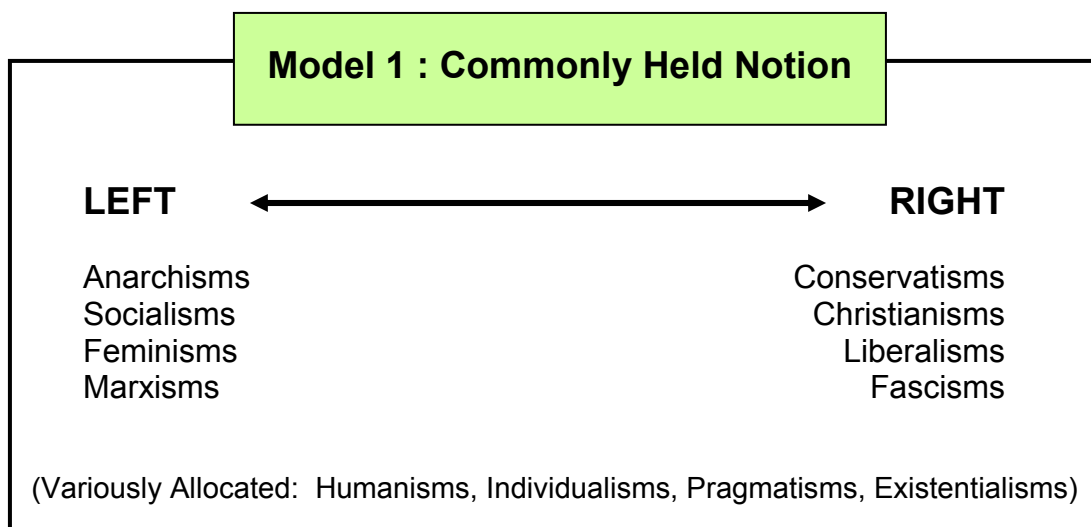 Model 1 : Commonly Held Notion
LEFT RIGHT
Anarchisms Conservatisms
Socialisms Christianisms
Feminisms Liberalisms
Marxisms Fascisms
(Variously Allocated: Humanisms, Individualisms, Pragmatisms, Existentialisms)